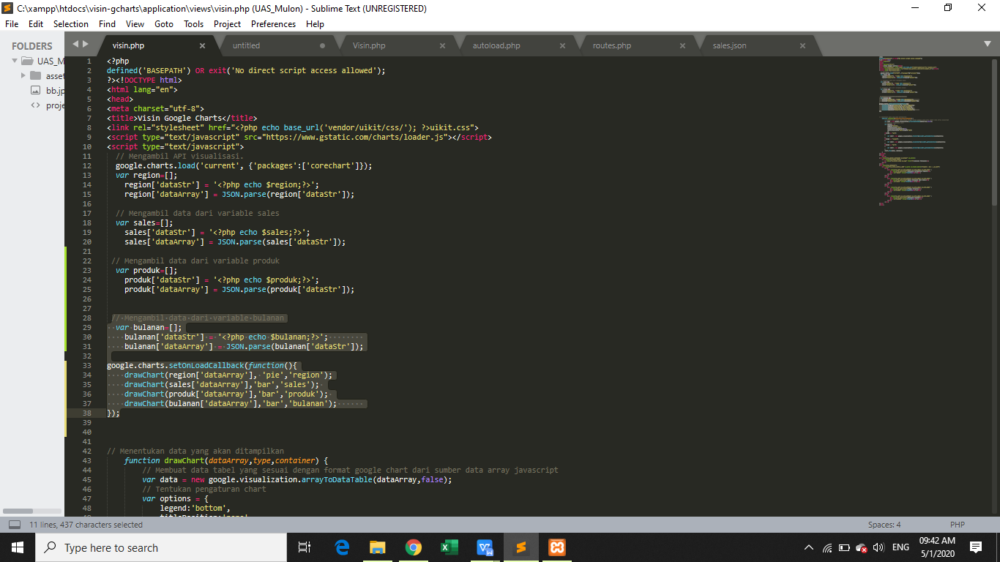 C:\xampp\htdocs\visin-gcharts\application\views\visin.php (UAS_Mulon) - Sublime Text (UNREGISTERED)
File Edit Selection Find View Goto Tools Project Preferences Help
FOLDERS
UAS_M
asset
bb.jp
proje
visin.php untitled Visin.php autoload.php routes.php sales.json
1 <?php
2 defined('BASEPATH') OR exit('No direct script access allowed');
3 ?><!DOCTYPE html>
4 <html lang="en">
5 <head>
6 <meta charset="utf-8">
7 <title>Visin Google Charts</title>
8 <link rel="stylesheet" href="<?php echo base_url('vendor/uikit/css/'); ?>uikit.css">
9 <script type="text/javascript" src="https://www.gstatic.com/charts/loader.js"></script>
10 <script type="text/javascript">
11 // Mengambil API visualisasi.
12 google.charts.load('current', {'packages':['corechart']});
13 var region=[];
14 region['dataStr'] = '<?php echo $region;?>';
15 region['dataArray'] = JSON.parse(region['dataStr']);
16
17 // Mengambil data dari variable sales
18 var sales=[];
19 sales['dataStr'] = '<?php echo $sales;?>';
20 sales['dataArray'] = JSON.parse(sales['dataStr']);
21
22 // Mengambil data dari variable produk
23 var produk=[];
24 produk['dataStr'] = '<?php echo $produk;?>';
25 produk['dataArray'] = JSON.parse(produk['dataStr']);
26
27
28 // Mengambil data dari variable bulanan
29 var bulanan=[];
30 bulanan['dataStr'] = '<?php echo $bulanan;?>';
31 bulanan['dataArray'] = JSON.parse(bulanan['dataStr']);
32
33 google.charts.setOnLoadCallback(function(){
34 drawChart(region['dataArray'], 'pie','region');
35 drawChart(sales['dataArray'],'bar','sales');
36 drawChart(produk['dataArray'],'bar','produk');
37 drawChart(bulanan['dataArray'],'bar','bulanan');
38 });
39
40
41
42 // Menentukan data yang akan ditampilkan
43 function drawChart(dataArray,type,container) {
44 // Membuat data tabel yang sesuai dengan format google chart dari sumber data array javascript
45 var data = new google.visualization.arrayToDataTable(dataArray,false);
46 // Tentukan pengaturan chart
47 var options = {
48 legend:'bottom',
11 lines, 437 characters selected
Spaces: 4 PHP
Type here to search
ENG
09:42 AM
5/1/2020